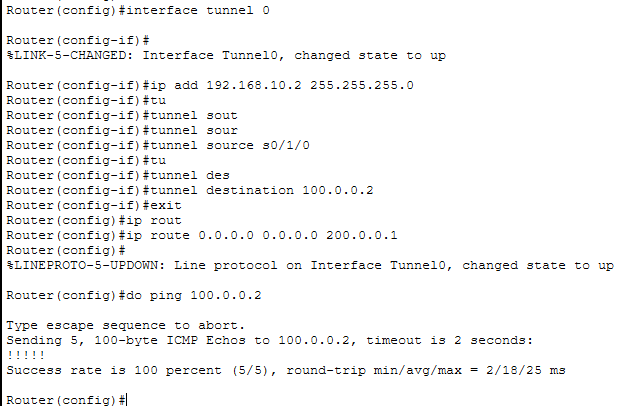 Router(config)#interface tunnel 0
Router(config-if)#
%LINK-5-CHANGED: Interface Tunnel0, changed state to up
Router(config-if)#ip add 192.168.10.2 255.255.255.0
Router(config-if)#tu
Router(config-if)#tunnel sout
Router(config-if)#tunnel sour
Router(config-if)#tunnel source s0/1/0
Router(config-if)#tu
Router(config-if)#tunnel des
Router(config-if)#tunnel destination 100.0.0.2
Router(config-if)#exit
Router(config)#ip rout
Router(config)#ip route 0.0.0.0 0.0.0.0 200.0.0.1
Router(config)#
%LINEPROTO-5-UPDOWN: Line protocol on Interface Tunnel0, changed state to up
Router(config)#do ping 100.0.0.2
Type escape sequence to abort.
Sending 5, 100-byte ICMP Echos to 100.0.0.2, timeout is 2 seconds:
!!!!!
Success rate is 100 percent (5/5), round-trip min/avg/max = 2/18/25 ms
Router(config)#